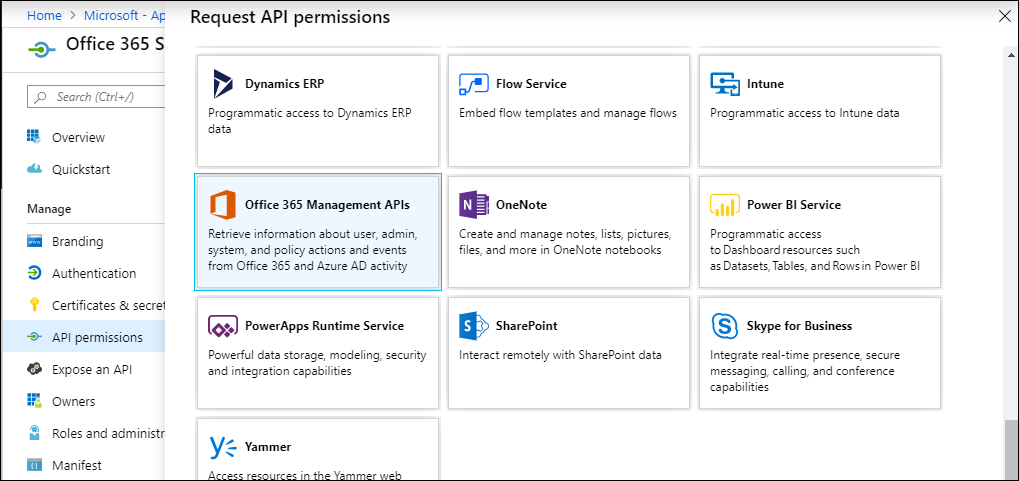 Home > Microsoft - Ap
Office 365 S
Search (Ctrl+/)
Overview
Quickstart
Manage
Branding
Authentication
Certificates & secret
API permissions
Expose an API
Owners
Roles and administr
Manifest
Request API permissions
Dynamics ERP
Programmatic access to Dynamics ERP
data
Flow Service
Embed flow templates and manage flows
Intune
Programmatic access to Intune data
Office 365 Management APIs
Retrieve information about user, admin,
system, and policy actions and events
from Office 365 and Azure AD activity
OneNote
Create and manage notes, lists, pictures,
files, and more in OneNote notebooks
Power BI Service
Programmatic access
to Dashboard resources such
as Datasets, Tables, and Rows in Power BI
PowerApps Runtime Service
Powerful data storage, modeling, security
and integration capabilities
SharePoint
Interact remotely with SharePoint data
Skype for Business
Integrate real-time presence, secure
messaging, calling, and conference
capabilities
Yammer
Access resources in the Yammer web